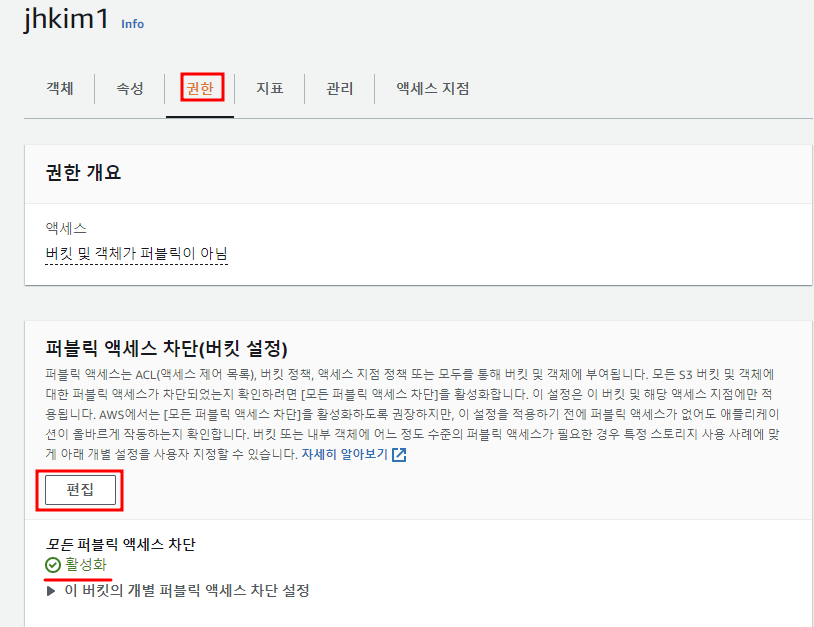 jhkim1 Info
객체 속성 권한 지표 관리 액세스 지점
권한 개요
액세스
버킷 및 객체가 퍼블릭이 아님
퍼블릭 액세스 차단(버킷 설정)
퍼블릭 액세스는 ACL(액세스 제어 목록), 버킷 정책, 액세스 지점 정책 또는 모두를 통해 버킷 및 객체에 부여됩니다. 모든 S3 버킷 및 객체에
대한 퍼블릭 액세스가 차단되었는지 확인하려면 [모든 퍼블릭 액세스 차단]을 활성화합니다. 이 설정은 이 버킷 및 해당 액세스 지점에만 적
용됩니다. AWS에서는 [모든 퍼블릭 액세스 차단]을 활성화하도록 권장하지만, 이 설정을 적용하기 전에 퍼블릭 액세스가 없어도 애플리케이
션이 올바르게 작동하는지 확인합니다. 버킷 또는 내부 객체에 어느 정도 수준의 퍼블릭 액세스가 필요한 경우 특정 스토리지 사용 사례에 맞
게 아래 개별 설정을 사용자 지정할 수 있습니다. 자세히 알아보기
편집
모든 퍼블릭 액세스 차단
활성화
이 버킷의 개별 퍼블릭 액세스 차단 설정